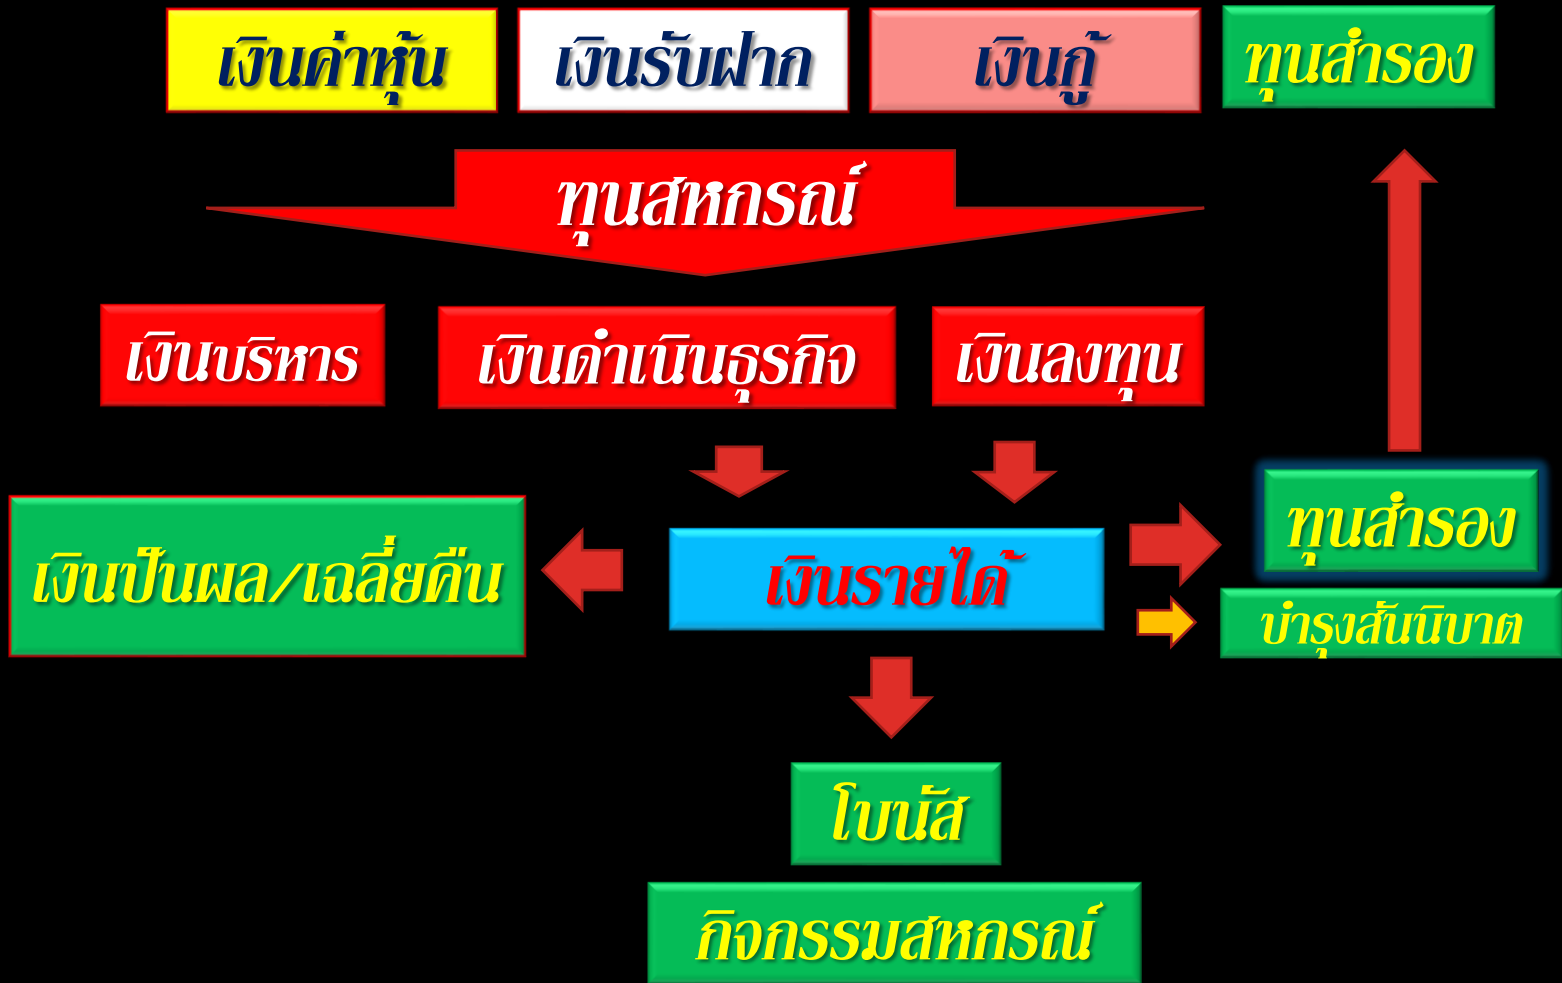 เงินค่าหุ้น
เงินรับฝาก
เงินกู้
ทุนสำรอง
ทุนสหกรณ์
เงินบริหาร
เงินดำเนินธุรกิจ
เงินลงทุน
เงินปันผล/เฉลี่ยคืน
เงินรายได้
ทุนสำรอง
บำรุงสันนิบาต
โบนัส
กิจกรรมสหกรณ์